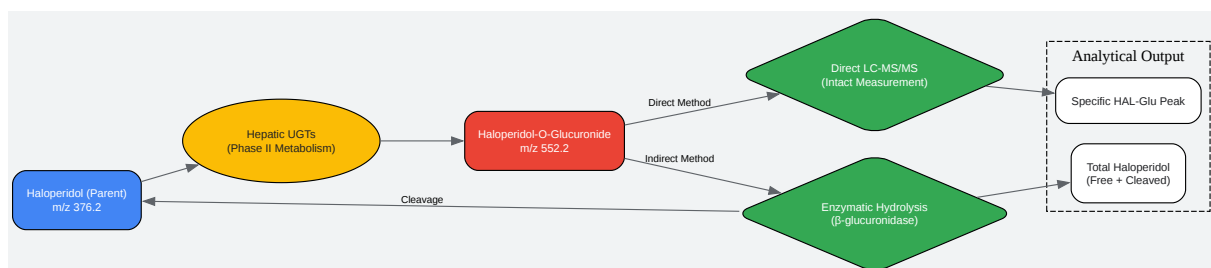 Haloperidol (Parent)
m/z 376.2
Hepatic UGTs
(Phase II Metabolism)
Haloperidol-O-Glucuronide
m/z 552.2
Direct Method
Indirect Method
Cleavage
Direct LC-MS/MS
(Intact Measurement)
Enzymatic Hydrolysis
(β-glucuronidase)
Analytical Output
Specific HAL-Glu Peak
Total Haloperidol
(Free + Cleaved)